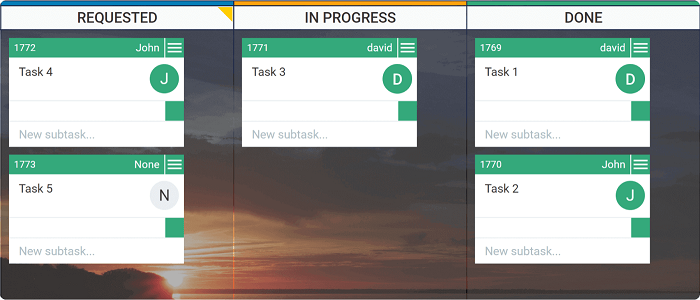 REQUESTED
1772 John
Task 4
J
New subtask...
1773 None
Task 5
N
New subtask...
IN PROGRESS
1771 david
Task 3
D
New subtask...
DONE
1769 david
Task 1
D
New subtask...
1770 John
Task 2
J
New subtask...